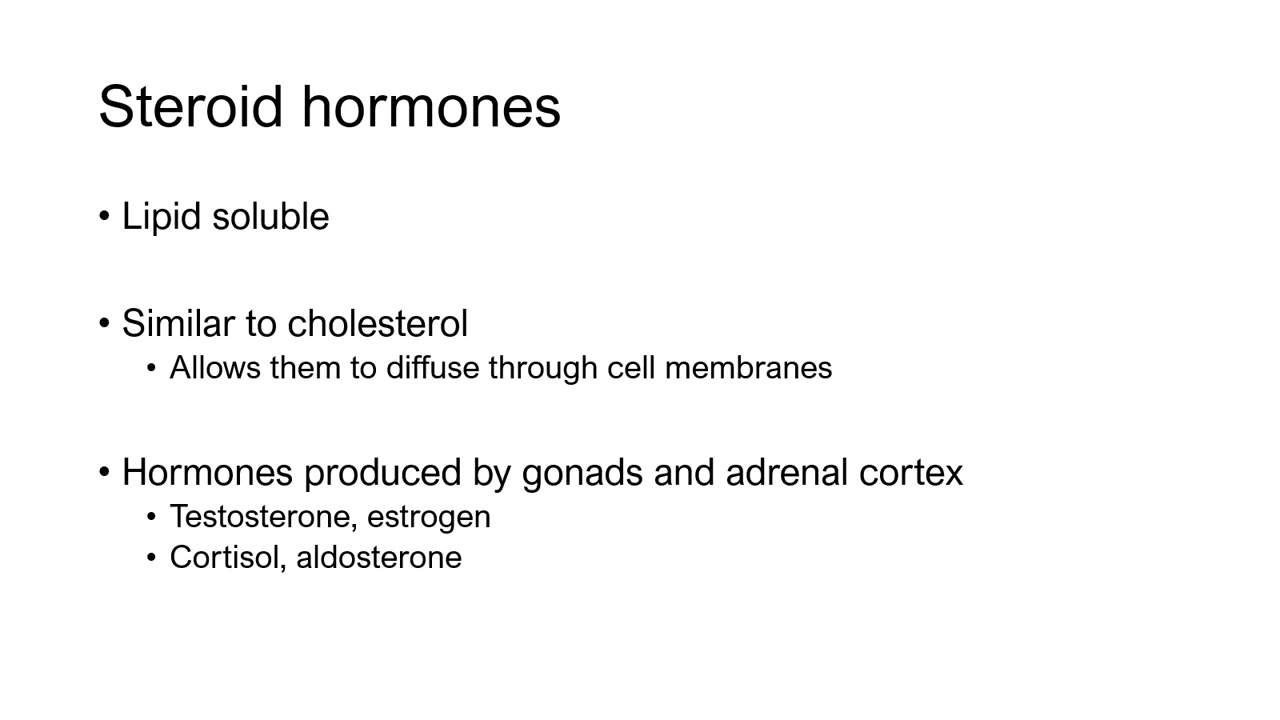 Steroid hormones
• Lipid soluble
• Similar to cholesterol
• Allows them to diffuse through cell membranes
• Hormones produced by gonads and adrenal cortex
• Testosterone, estrogen
• Cortisol, aldosterone